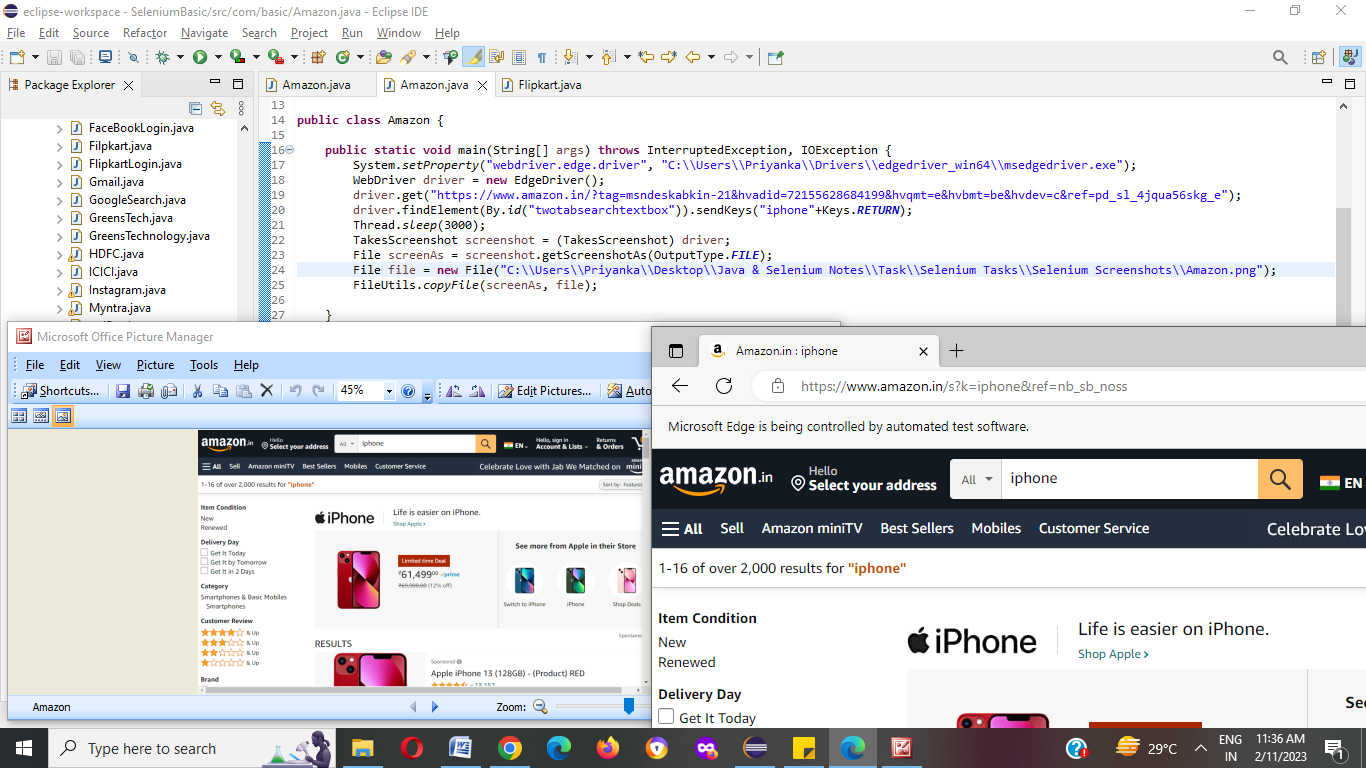 eclipse-workspace - SeleniumBasic/src/com/basic/Amazon.java - Eclipse IDE
File Edit Source Refactor Navigate Search Project Run Window Help
Package Explorer
Amazon.java Amazon.java Flipkart.java
FaceBookLogin.java
Filpkart.java
FlipkartLogin.java
Gmail.java
GoogleSearch.java
GreensTech.java
GreensTechnology.java
HDFC.java
ICICI.java
Instagram.java
Myntra.java
13
14 public class Amazon {
15
16 public static void main(String[] args) throws InterruptedException, IOException {
17 System.setProperty("webdriver.edge.driver", "C:\\Users\\Priyanka\\Drivers\\edgedriver_win64\\msedgedriver.exe");
18 WebDriver driver = new EdgeDriver();
19 driver.get("https://www.amazon.in/?tag=msndeskabkin-21&hvadid=72155628684199&hvqmt=e&hvbmt=be&hvdev=c&ref=pd_sl_4jqua56skg_e");
20 driver.findElement(By.id("twotabsearchtextbox")).sendKeys("iphone"+Keys.RETURN);
21 Thread.sleep(3000);
22 TakesScreenshot screenshot = (TakesScreenshot) driver;
23 File screenAs = screenshot.getScreenshotAs(OutputType.FILE);
24 File file = new File("C:\\Users\\Priyanka\\Desktop\\Java & Selenium Notes\\Task\\Selenium Tasks\\Selenium Screenshots\\Amazon.png");
25 FileUtils.copyFile(screenAs, file);
26
27 }
Microsoft Office Picture Manager
File Edit View Picture Tools Help
Shortcuts... 45% Edit Pictures... Auto
amazon.in Hello Select your address All iphone EN Hello, sign in Account & Lists Returns & Orders
All Sell Amazon miniTV Best Sellers Mobiles Customer Service Celebrate Love with Jab We Matched on mini
1-16 of over 2,000 results for "iphone" Sort by: Featured
Item Condition
New
Renewed
Delivery Day
Get It Today
Get It by Tomorrow
Get It in 2 Days
Category
Smartphones & Basic Mobiles
Smartphones
Customer Review
& Up
& Up
& Up
& Up
Brand
iPhone
Life is easier on iPhone.
Shop Apple
Limited time Deal
₹61,499 prime
₹69,900.00 (12% off)
See more from Apple in their Store
Switch to iPhone iPhone Shop Deals
Sponsored
RESULTS
Sponsored
Apple iPhone 13 (128GB) - (Product) RED
13,152
Amazon Zoom:
Amazon.in : iphone
https://www.amazon.in/s?k=iphone&ref=nb_sb_noss
Microsoft Edge is being controlled by automated test software.
amazon.in Hello Select your address All iphone EN
All Sell Amazon miniTV Best Sellers Mobiles Customer Service Celebrate Lov
1-16 of over 2,000 results for "iphone"
Item Condition
New
Renewed
Delivery Day
Get It Today
iPhone
Life is easier on iPhone.
Shop Apple
See
Type here to search
29°C
ENG
IN
11:36 AM
2/11/2023
1